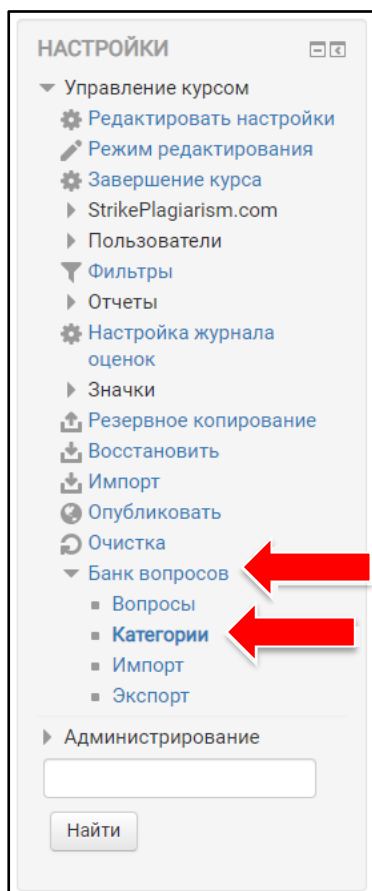 НАСТРОЙКИ
Управление курсом
Редактировать настройки
Режим редактирования
Завершение курса
StrikePlagiarism.com
Пользователи
Фильтры
Отчеты
Настройка журнала
оценок
Значки
Резервное копирование
Восстановить
Импорт
Опубликовать
Очистка
Банк вопросов
Вопросы
Категории
Импорт
Экспорт
Администрирование
Найти